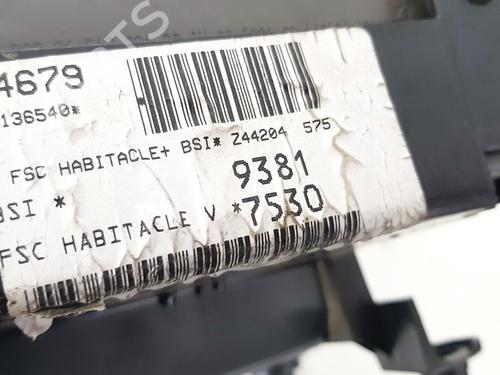 4679
136540*
FSC HABITACLE+ BSI* Z44204 575
9381
BSI *
FSC HABITACLE V *7530